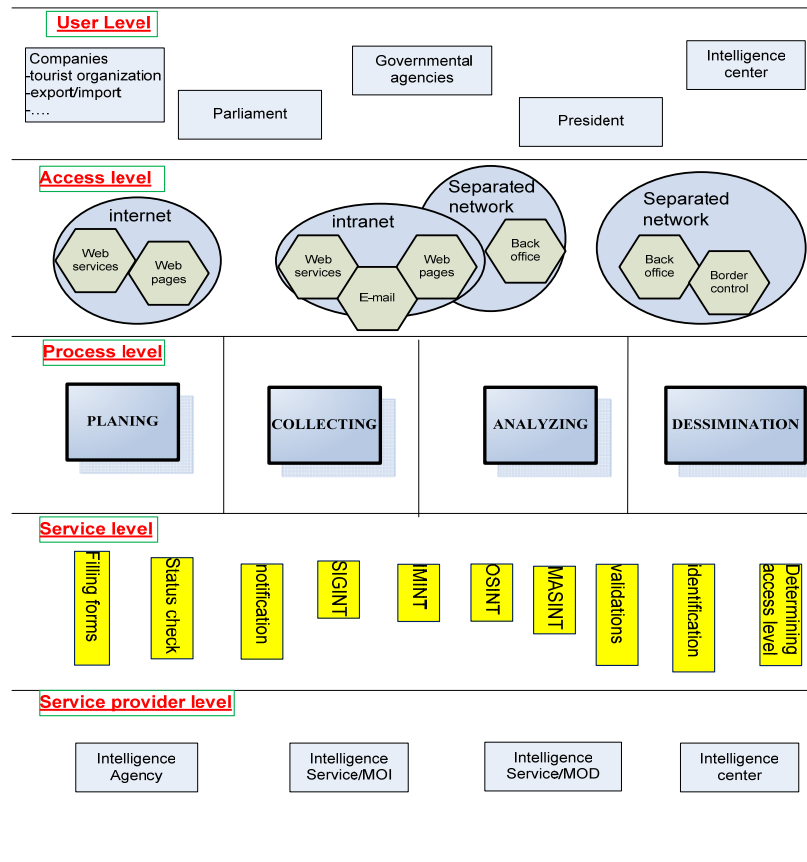 User Level
Companies
-tourist organization
-export/import
-....
Parliament
Governmental
agencies
President
Intelligence
center
Access level
internet
Web
services
Web
pages
intranet
Web
services
E-mail
Web
pages
Separated
network
Back
office
Separated
network
Back
office
Border
control
Process level
PLANING
COLLECTING
ANALYZING
DESSIMINATION
Service level
Filling forms
Status check
notification
SIGINT
IMINT
OSINT
MASINT
validations
identification
Determining
access level
Service provider level
Intelligence
Agency
Intelligence
Service/MOI
Intelligence
Service/MOD
Intelligence
center